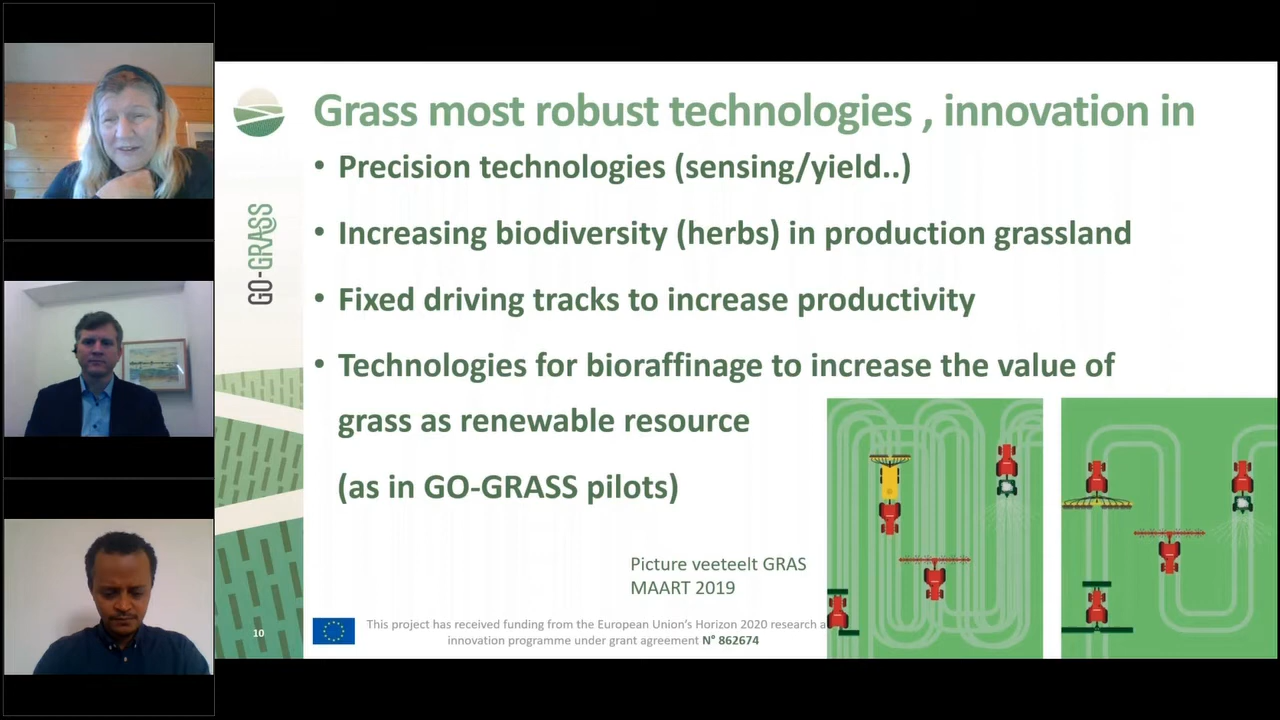 Grass most robust technologies , innovation in
• Precision technologies (sensing/yield..)
• Increasing biodiversity (herbs) in production grassland
• Fixed driving tracks to increase productivity
• Technologies for bioraffinage to increase the value of
grass as renewable resource
(as in GO-GRASS pilots)
GO-GRASS
Picture veeteelt GRAS
MAART 2019
10
This project has received funding from the European Union's Horizon 2020 research a
innovation programme under grant agreement N° 862674